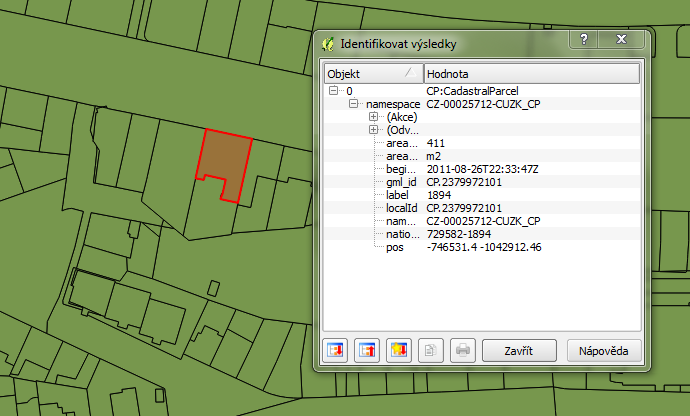 Identifikovat výsledky
Objekt Hodnota
0 CP:CadastralParcel
namespace CZ-00025712-CUZK_CP
(Akce)
(Odv...
area... 411
area... m2
begi... 2011-08-26T22:33:47Z
gml_id CP.2379972101
label 1894
localId CP.2379972101
nam... CZ-00025712-CUZK_CP
natio... 729582-1894
pos -746531.4 -1042912.46
Zavřít Nápověda